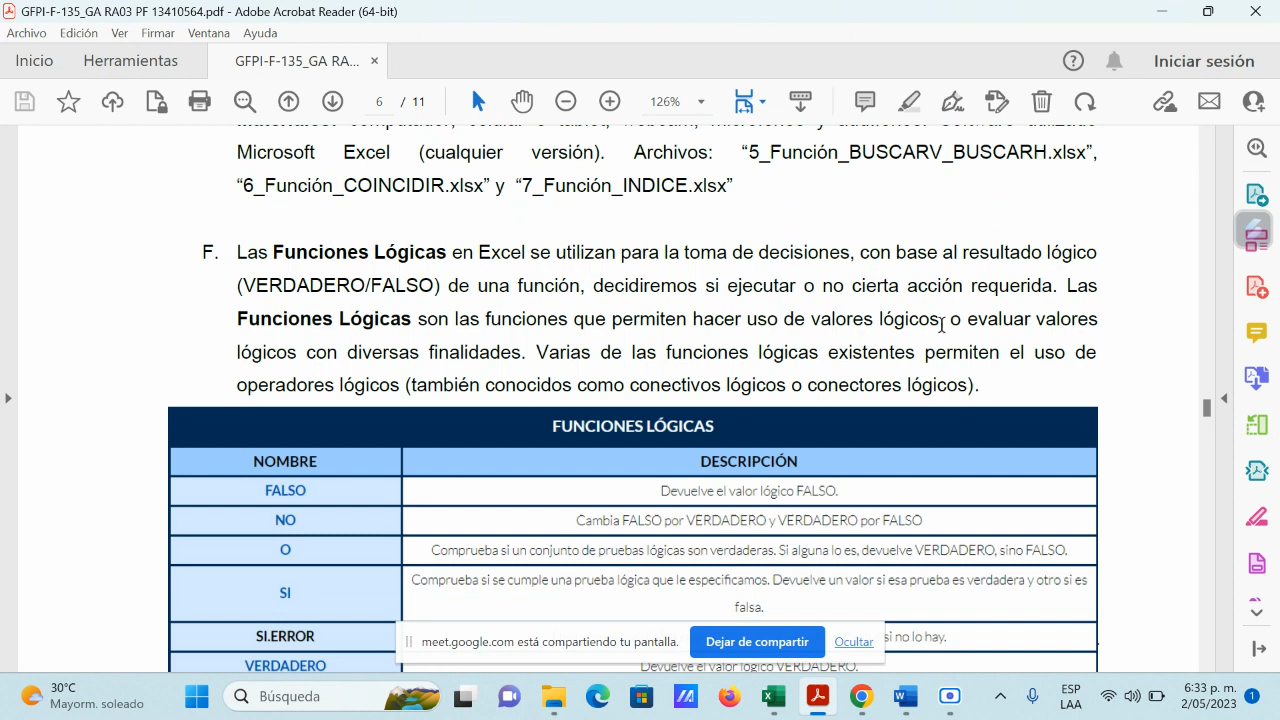 GFPI-F-135_GA RA03 PF 13410564.pdf - Adobe Acrobat Reader (64-bit)
Archivo Edición Ver Firmar Ventana Ayuda
Inicio Herramientas GFPI-F-135_GA RA... × Iniciar sesión
6 / 11 126%
Microsoft Excel (cualquier versión). Archivos: “5_Función_BUSCARV_BUSCARH.xlsx”,
“6_Función_COINCIDIR.xlsx” y “7_Función_INDICE.xlsx”
F. Las Funciones Lógicas en Excel se utilizan para la toma de decisiones, con base al resultado lógico
(VERDADERO/FALSO) de una función, decidiremos si ejecutar o no cierta acción requerida. Las
Funciones Lógicas son las funciones que permiten hacer uso de valores lógicos o evaluar valores
lógicos con diversas finalidades. Varias de las funciones lógicas existentes permiten el uso de
operadores lógicos (también conocidos como conectivos lógicos o conectores lógicos).
FUNCIONES LÓGICAS
NOMBRE DESCRIPCIÓN
FALSO Devuelve el valor lógico FALSO.
NO Cambia FALSO por VERDADERO y VERDADERO por FALSO
O Comprueba si un conjunto de pruebas lógicas son verdaderas. Si alguna lo es, devuelve VERDADERO, sino FALSO.
SI Comprueba si se cumple una prueba lógica que le especificamos. Devuelve un valor si esa prueba es verdadera y otro si es
falsa.
SI.ERROR si no lo hay.
meet.google.com está compartiendo tu pantalla. Dejar de compartir Ocultar
VERDADERO Devuelve el valor lógico VERDADERO.
30°C
Mayorm. soleado
Búsqueda
ESP
LAA
6:33 p. m.
2/05/2023
1